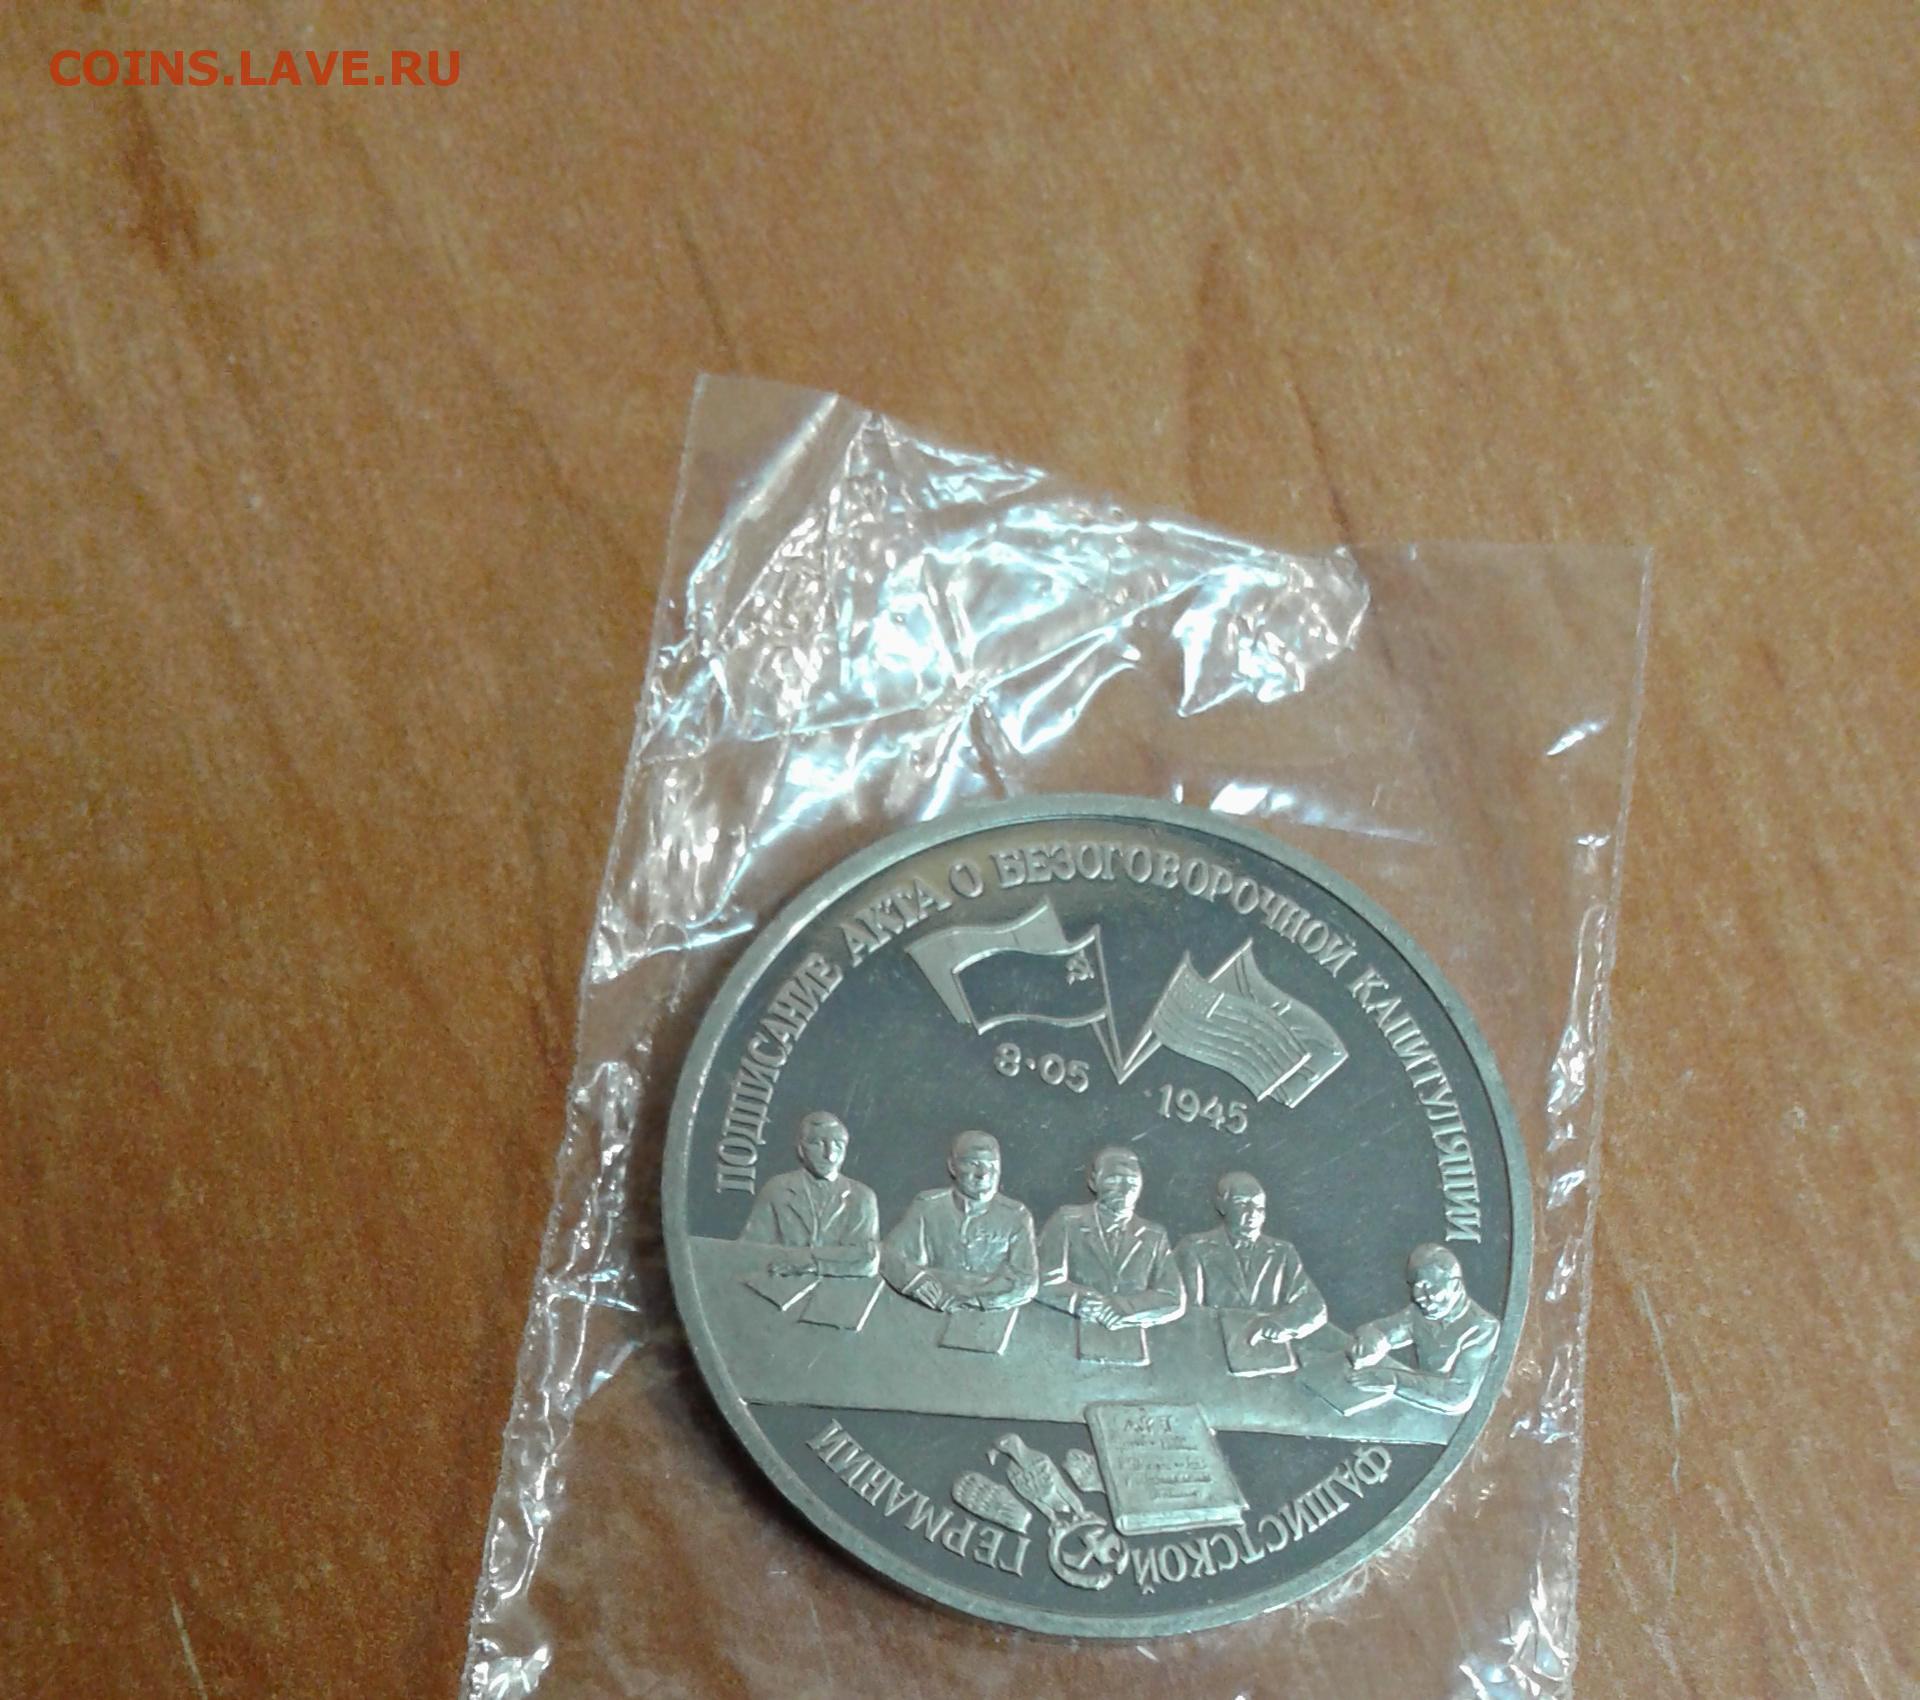 COINS.LAVE.RU
ПОДПИСАНИЕ АКТА О БЕЗОГОВОРОЧНОЙ КАПИТУЛЯЦИИ
8·05 1945
ФАШИСТСКОЙ ГЕРМАНИИ